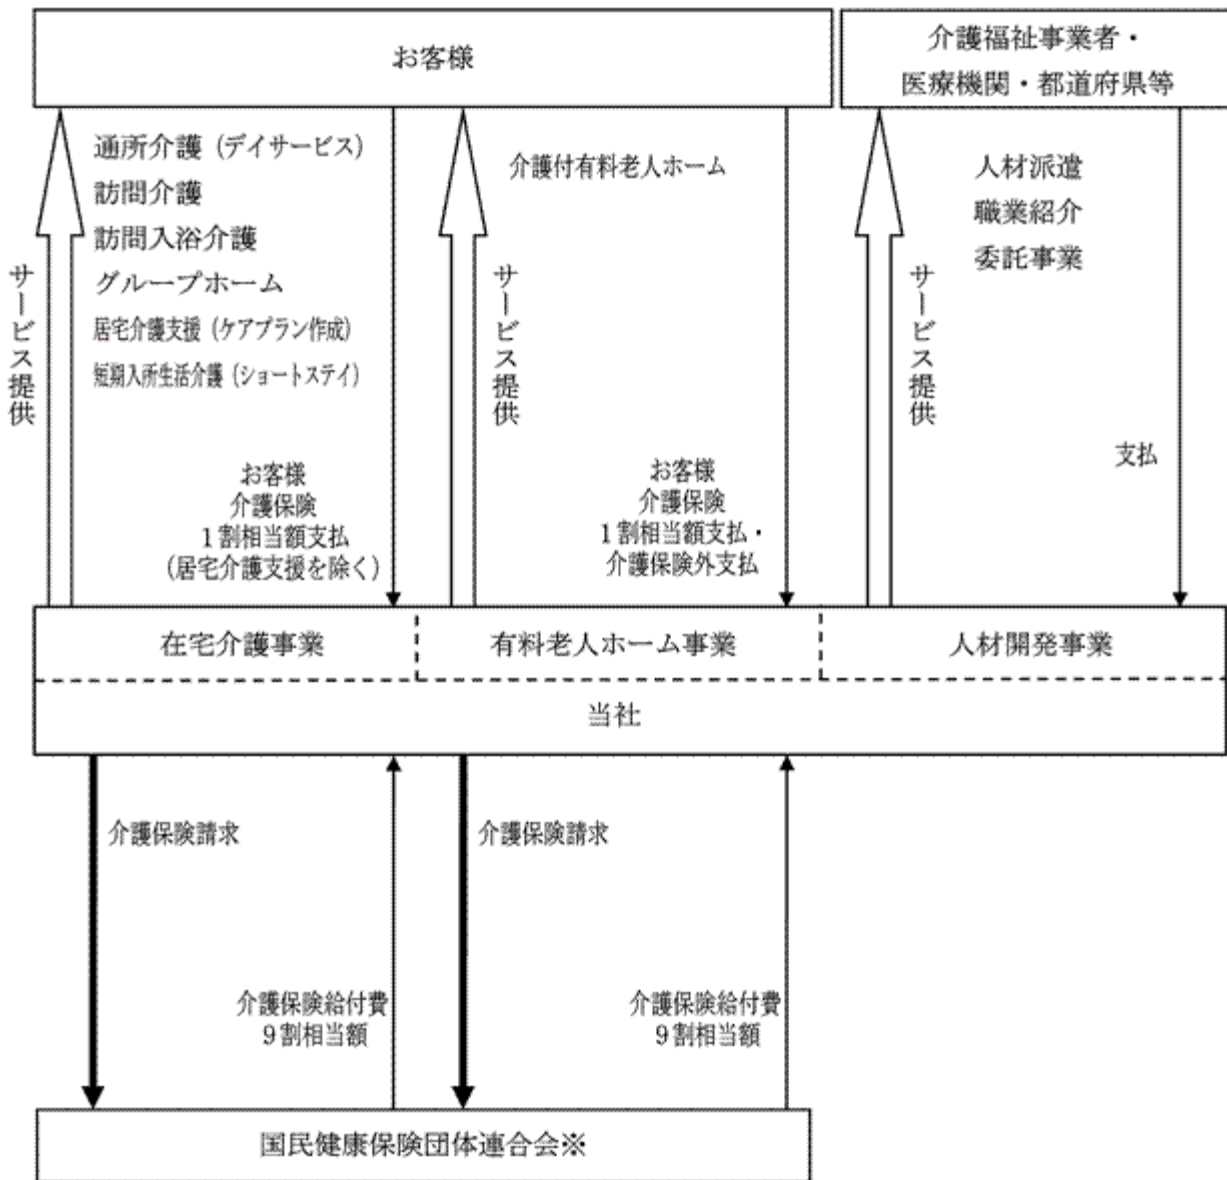 お客様
介護福祉事業者・
医療機関・都道府県等
通所介護（デイサービス）
訪問介護
訪問入浴介護
グループホーム
居宅介護支援（ケアプラン作成）
短期入所生活介護（ショートステイ）
サービス提供
お客様
介護保険
１割相当額支払
（居宅介護支援を除く）
介護付有料老人ホーム
サービス提供
お客様
介護保険
１割相当額支払・
介護保険外支払
人材派遣
職業紹介
委託事業
サービス提供
支払
在宅介護事業
有料老人ホーム事業
人材開発事業
当社
介護保険請求
介護保険給付費
９割相当額
介護保険請求
介護保険給付費
９割相当額
国民健康保険団体連合会※